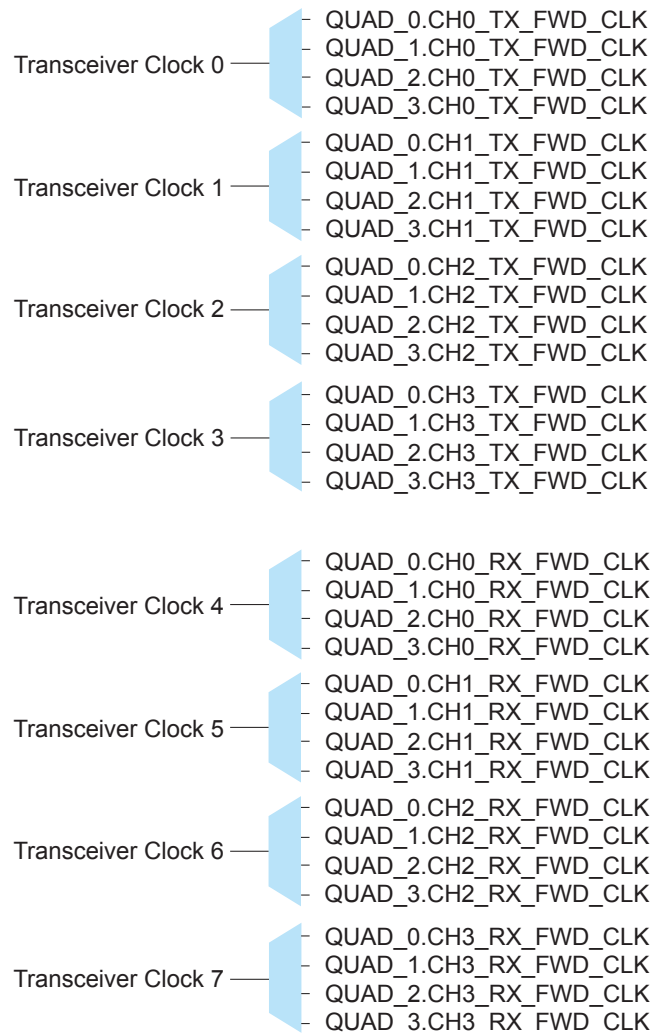 QUAD_0.CH0_TX_FWD_CLK
QUAD_1.CH0_TX_FWD_CLK
Transceiver Clock 0
QUAD_2.CH0_TX_FWD_CLK
QUAD_3.CH0_TX_FWD_CLK
QUAD_0.CH1_TX_FWD_CLK
QUAD_1.CH1_TX_FWD_CLK
Transceiver Clock 1
QUAD_2.CH1_TX_FWD_CLK
QUAD_3.CH1_TX_FWD_CLK
QUAD_0.CH2_TX_FWD_CLK
QUAD_1.CH2_TX_FWD_CLK
Transceiver Clock 2
QUAD_2.CH2_TX_FWD_CLK
QUAD_3.CH2_TX_FWD_CLK
QUAD_0.CH3_TX_FWD_CLK
QUAD_1.CH3_TX_FWD_CLK
Transceiver Clock 3
QUAD_2.CH3_TX_FWD_CLK
QUAD_3.CH3_TX_FWD_CLK
QUAD_0.CH0_RX_FWD_CLK
QUAD_1.CH0_RX_FWD_CLK
Transceiver Clock 4
QUAD_2.CH0_RX_FWD_CLK
QUAD_3.CH0_RX_FWD_CLK
QUAD_0.CH1_RX_FWD_CLK
QUAD_1.CH1_RX_FWD_CLK
Transceiver Clock 5
QUAD_2.CH1_RX_FWD_CLK
QUAD_3.CH1_RX_FWD_CLK
QUAD_0.CH2_RX_FWD_CLK
QUAD_1.CH2_RX_FWD_CLK
Transceiver Clock 6
QUAD_2.CH2_RX_FWD_CLK
QUAD_3.CH2_RX_FWD_CLK
QUAD_0.CH3_RX_FWD_CLK
QUAD_1.CH3_RX_FWD_CLK
Transceiver Clock 7
QUAD_2.CH3_RX_FWD_CLK
QUAD_3.CH3_RX_FWD_CLK